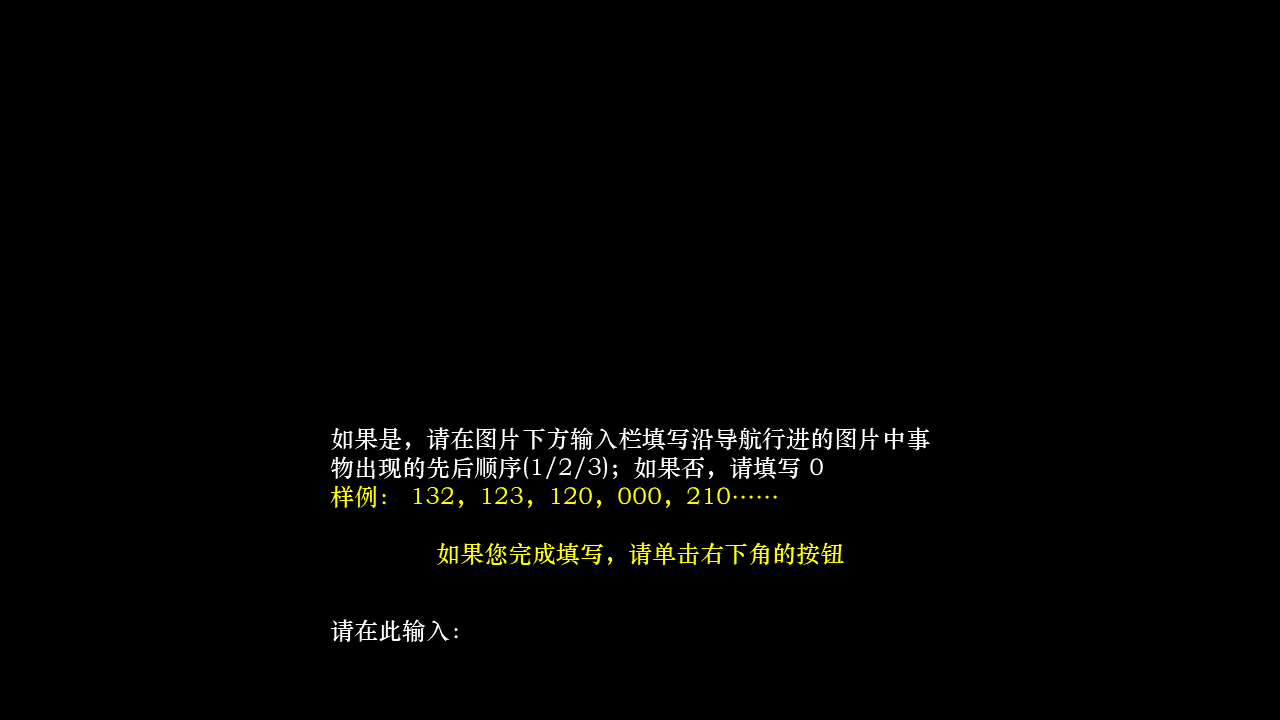 如果是，请在图片下方输入栏填写沿导航行进的图片中事
物出现的先后顺序(1/2/3)；如果否，请填写 0
样例： 132，123，120，000，210……
如果您完成填写，请单击右下角的按钮
请在此输入：